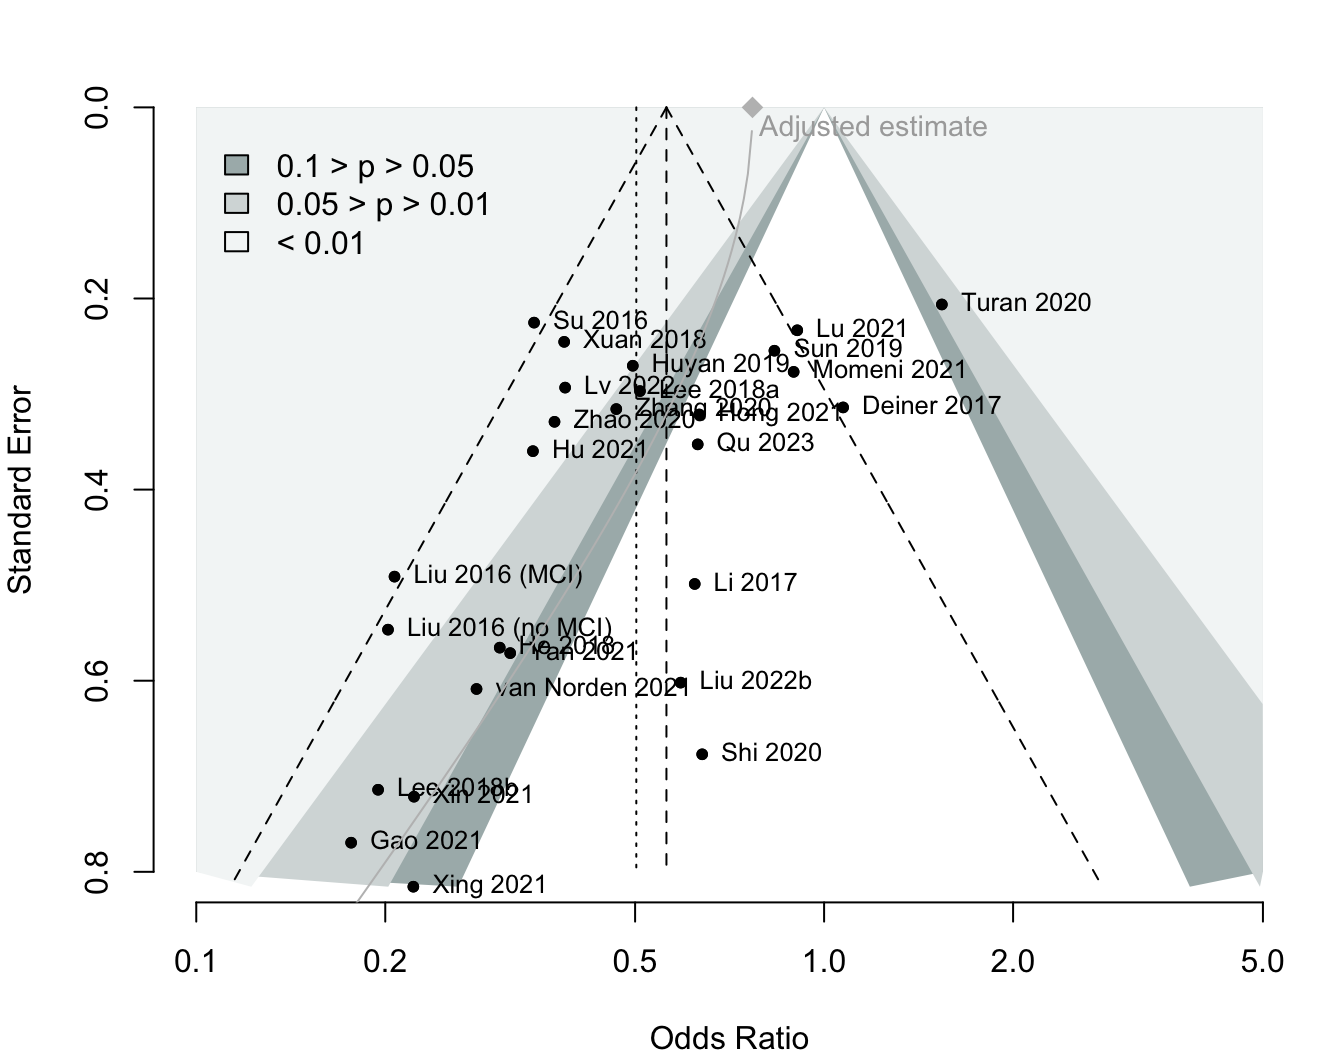 Adjusted estimate
0.1 > p > 0.05
0.05 > p > 0.01
< 0.01
Turan 2020
Su 2016
Lu 2021
Xuan 2018
Sun 2019
Huyan 2019
Momeni 2021
Lv 2022
Lee 2018a
Zhang 2020
Deiner 2017
Hong 2021
Zhao 2020
Qu 2023
Hu 2021
Liu 2016 (MCI)
Li 2017
Liu 2016 (no MCI)
He 2018
Yan 2021
van Norden 2021
Liu 2022b
Shi 2020
Lee 2018b
Xin 2021
Gao 2021
Xing 2021
Standard Error
0.0
0.2
0.4
0.6
0.8
0.1
0.2
0.5
1.0
2.0
5.0
Odds Ratio